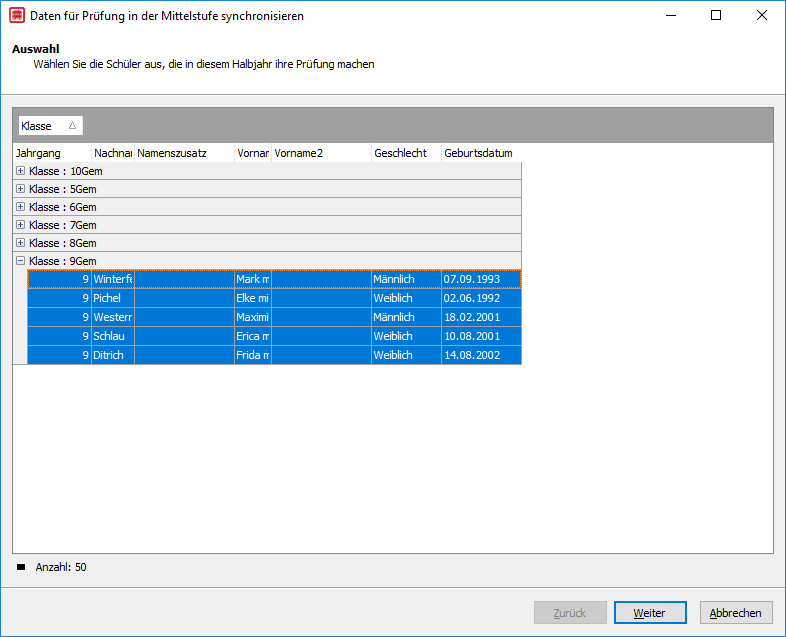 Daten für Prüfung in der Mittelstufe synchronisieren
Auswahl
Wählen Sie die Schüler aus, die in diesem Halbjahr ihre Prüfung machen
Klasse
Jahrgang Nachnar Namenszusatz Vornar Vorname2 Geschlecht Geburtsdatum
Klasse : 10Gem
Klasse : 5Gem
Klasse : 6Gem
Klasse : 7Gem
Klasse : 8Gem
Klasse : 9Gem
9 Winterfe Mark m Männlich 07.09.1993
9 Pichel Elke mi Weiblich 02.06.1992
9 Western Maximi Männlich 18.02.2001
9 Schlau Erica m Weiblich 10.08.2001
9 Ditrich Frida m Weiblich 14.08.2002
Anzahl: 50
Zurück Weiter Abbrechen